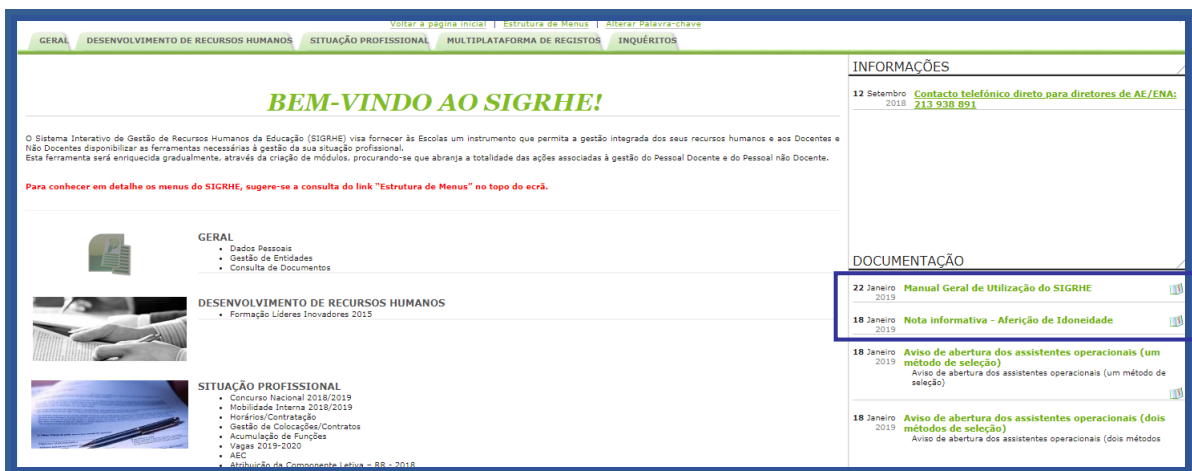 Voltar à página inicial | Estrutura de Menus | Alterar Palavra-chave
GERAL DESENVOLVIMENTO DE RECURSOS HUMANOS SITUAÇÃO PROFISSIONAL MULTIPLATAFORMA DE REGISTOS INQUÉRITOS
BEM-VINDO AO SIGRHE!
O Sistema Interativo de Gestão de Recursos Humanos da Educação (SIGRHE) visa fornecer às Escolas um instrumento que permita a gestão integrada dos seus recursos humanos e aos Docentes e
Não Docentes disponibilizar as ferramentas necessárias à gestão da sua situação profissional.
Esta ferramenta será enriquecida gradualmente, através da criação de módulos, procurando-se que abranja a totalidade das ações associadas à gestão do Pessoal Docente e do Pessoal não Docente.
Para conhecer em detalhe os menus do SIGRHE, sugere-se a consulta do link "Estrutura de Menus" no topo do ecrã.
GERAL
• Dados Pessoais
• Gestão de Entidades
• Consulta de Documentos
DESENVOLVIMENTO DE RECURSOS HUMANOS
• Formação Líderes Inovadores 2015
SITUAÇÃO PROFISSIONAL
• Concurso Nacional 2018/2019
• Mobilidade Interna 2018/2019
• Horários/Contratação
• Gestão de Colocações/Contratos
• Acumulação de Funções
• Vagas 2019-2020
• AEC
• Atribuição da Componente Letiva – RR - 2018
INFORMAÇÕES
12 Setembro Contacto telefónico direto para diretores de AE/ENA:
2018 213 938 891
DOCUMENTAÇÃO
22 Janeiro Manual Geral de Utilização do SIGRHE
2019
18 Janeiro Nota informativa – Aferição de Idoneidade
2019
18 Janeiro Aviso de abertura dos assistentes operacionais (um
2019 método de seleção)
Aviso de abertura dos assistentes operacionais (um método de
seleção)
18 Janeiro Aviso de abertura dos assistentes operacionais (dois
2019 métodos de seleção)
Aviso de abertura dos assistentes operacionais (dois métodos